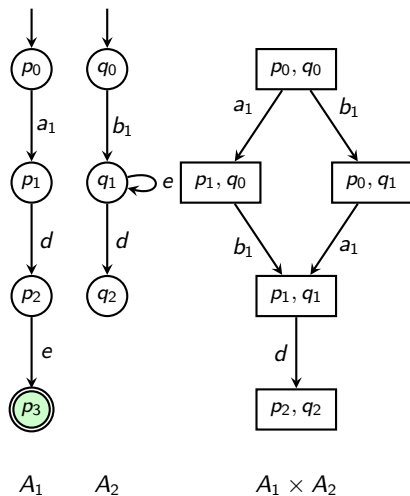 p₀ q₀ p₀, q₀
a₁ b₁ a₁ b₁
p₁ q₁ e p₁, q₀ p₀, q₁
d d b₁ a₁
p₂ q₂ p₁, q₁
e d
p₃ p₂, q₂
A₁ A₂ A₁ × A₂